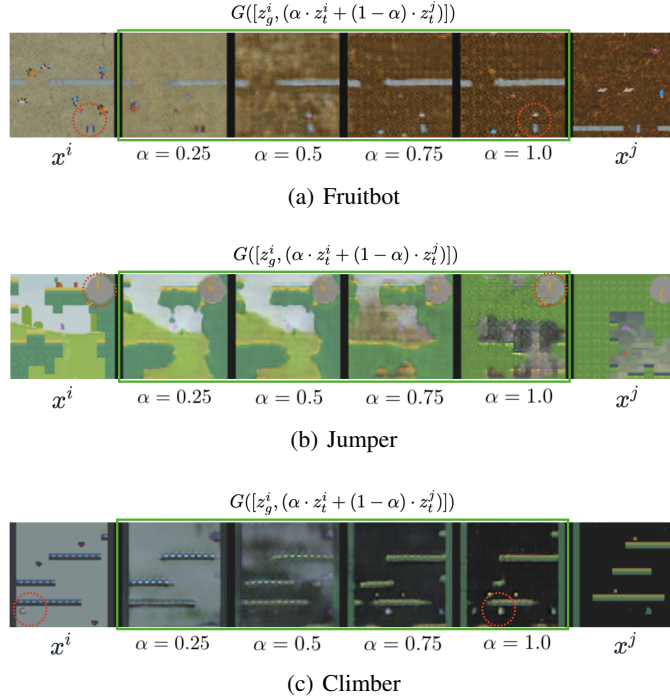 G([z_g^i, (α · z_t^i + (1 − α) · z_t^j)])
x^i α = 0.25 α = 0.5 α = 0.75 α = 1.0 x^j
(a) Fruitbot
G([z_g^i, (α · z_t^i + (1 − α) · z_t^j)])
x^i α = 0.25 α = 0.5 α = 0.75 α = 1.0 x^j
(b) Jumper
G([z_g^i, (α · z_t^i + (1 − α) · z_t^j)])
x^i α = 0.25 α = 0.5 α = 0.75 α = 1.0 x^j
(c) Climber